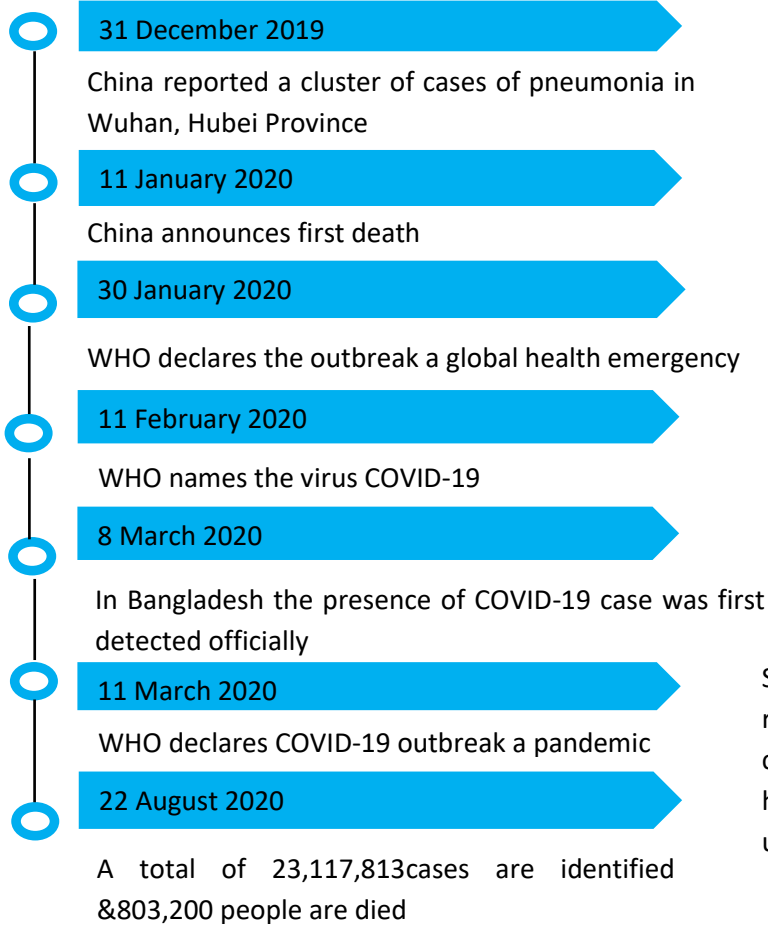 31 December 2019
China reported a cluster of cases of pneumonia in
Wuhan, Hubei Province
11 January 2020
China announces first death
30 January 2020
WHO declares the outbreak a global health emergency
11 February 2020
WHO names the virus COVID-19
8 March 2020
In Bangladesh the presence of COVID-19 case was first
detected officially
11 March 2020
WHO declares COVID-19 outbreak a pandemic
22 August 2020
A total of 23,117,813cases are identified
&803,200 people are died